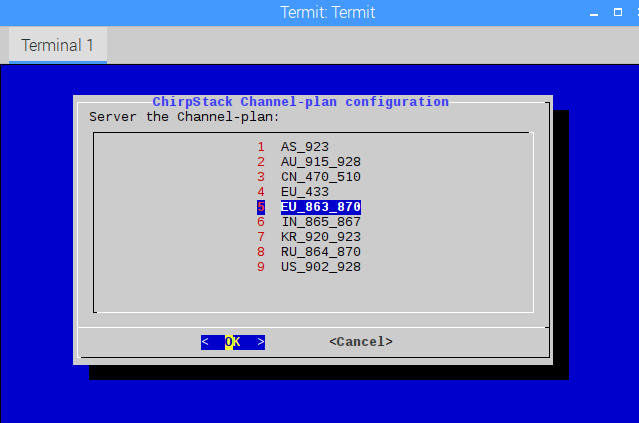 Termit: Termit
Terminal 1
ChirpStack Channel-plan configuration
Server the Channel-plan:
1 AS_923
2 AU_915_928
3 CN_470_510
4 EU_433
5 EU_863_870
6 IN_865_867
7 KR_920_923
8 RU_864_870
9 US_902_928
< OK > <Cancel>